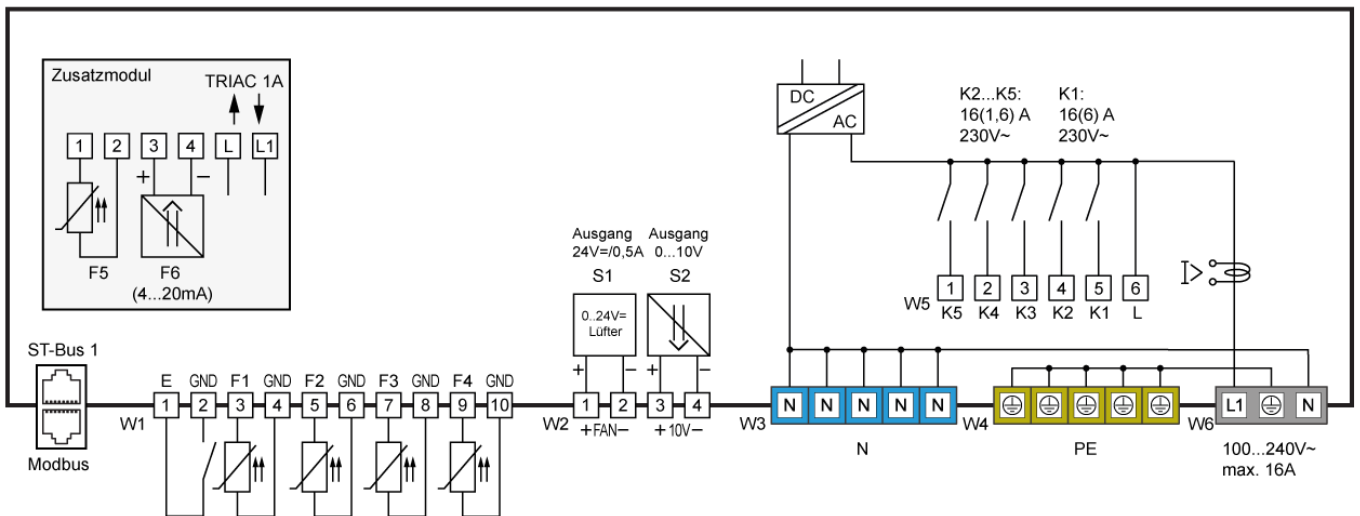 Zusatzmodul
TRIAC 1A
1 2 3 4 L L1
+ −
F5 F6
(4...20mA)
DC
AC
K2...K5: K1:
16(1,6) A 16(6) A
230V~ 230V~
Ausgang Ausgang
24V=/0,5A 0...10V
S1 S2
0..24V=
Lüfter
+ − + −
I>
W5 1 2 3 4 5 6
K5 K4 K3 K2 K1 L
ST-Bus 1
Modbus
E GND F1 GND F2 GND F3 GND F4 GND
W1 1 2 3 4 5 6 7 8 9 10
W2 1 2 3 4
+FAN− +10V−
W3 N N N N N
N
W4
PE
W6 L1 N
100...240V~
max. 16A